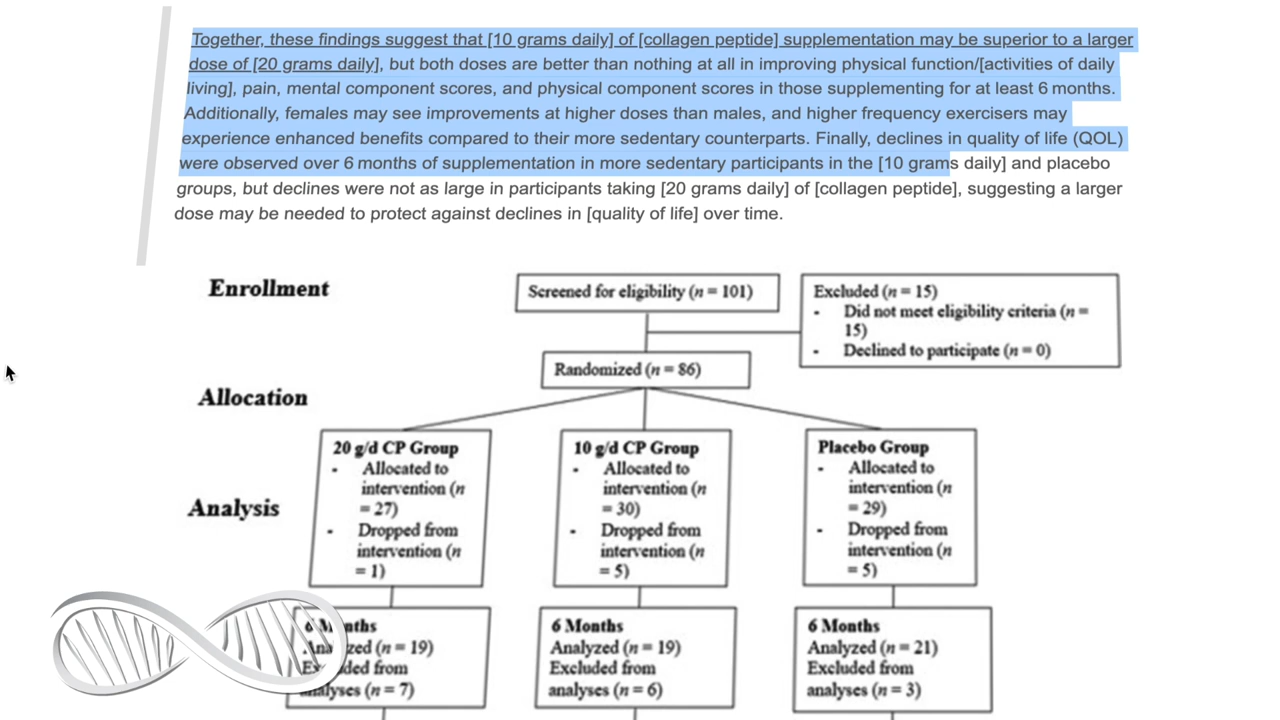 Together, these findings suggest that [10 grams daily] of [collagen peptide] supplementation may be superior to a larger
dose of [20 grams daily], but both doses are better than nothing at all in improving physical function/[activities of daily
living], pain, mental component scores, and physical component scores in those supplementing for at least 6 months.
Additionally, females may see improvements at higher doses than males, and higher frequency exercisers may
experience enhanced benefits compared to their more sedentary counterparts. Finally, declines in quality of life (QOL)
were observed over 6 months of supplementation in more sedentary participants in the [10 grams daily] and placebo
groups, but declines were not as large in participants taking [20 grams daily] of [collagen peptide], suggesting a larger
dose may be needed to protect against declines in [quality of life] over time.
Enrollment
Screened for eligibility (n = 101)
Excluded (n = 15)
- Did not meet eligibility criteria (n =
15)
- Declined to participate (n = 0)
Randomized (n = 86)
Allocation
20 g/d CP Group
- Allocated to
intervention (n
= 27)
- Dropped from
intervention (n
= 1)
10 g/d CP Group
- Allocated to
intervention (n
= 30)
- Dropped from
intervention (n
= 5)
Placebo Group
- Allocated to
intervention (n
= 29)
- Dropped from
intervention (n
= 5)
Analysis
6 Months
Analyzed (n = 19)
Excluded from
analyses (n = 7)
6 Months
Analyzed (n = 19)
Excluded from
analyses (n = 6)
6 Months
Analyzed (n = 21)
Excluded from
analyses (n = 3)